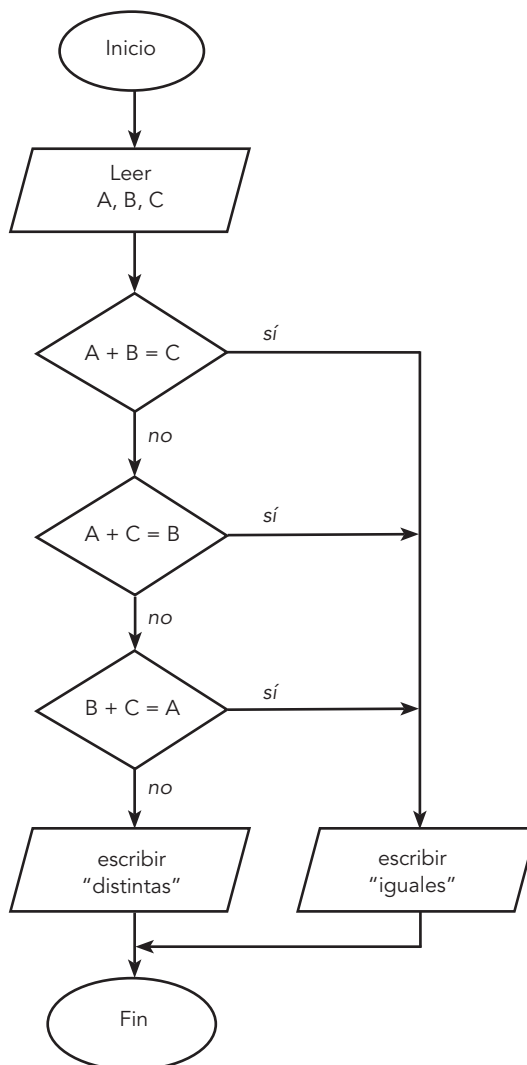 Inicio
Leer
A, B, C
A + B = C
sí
no
A + C = B
sí
no
B + C = A
sí
no
escribir
“distintas”
escribir
“iguales”
Fin